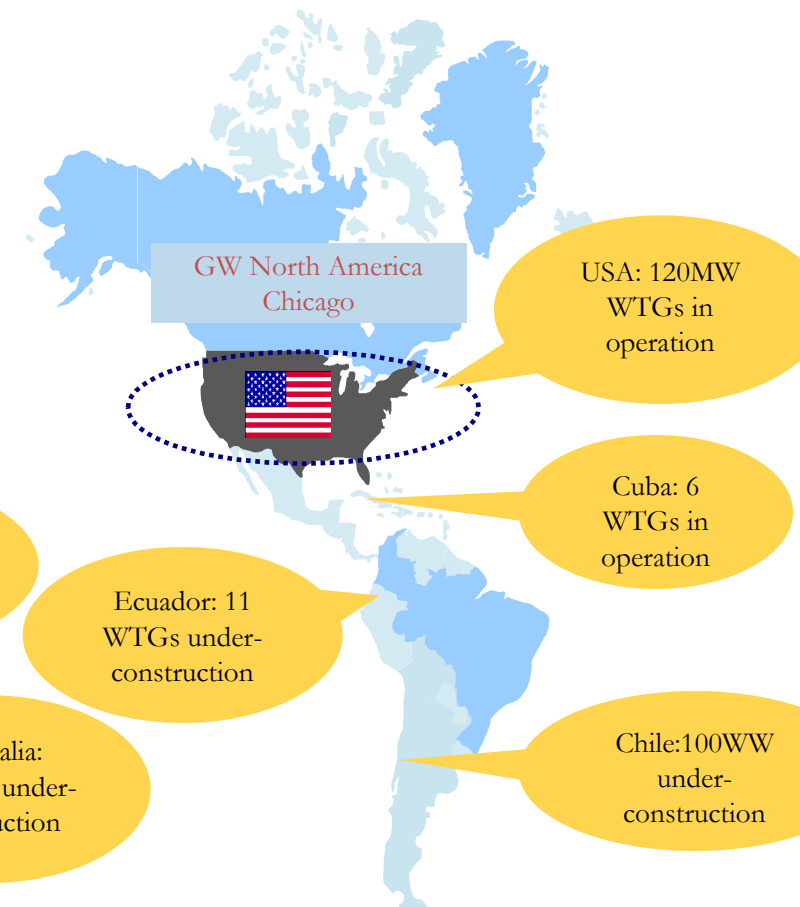 GW North America
Chicago
USA: 120MW
WTGs in
operation
Cuba: 6
WTGs in
operation
Ecuador: 11
WTGs under-
construction
alia:
under-
uction
Chile:100WW
under-
construction